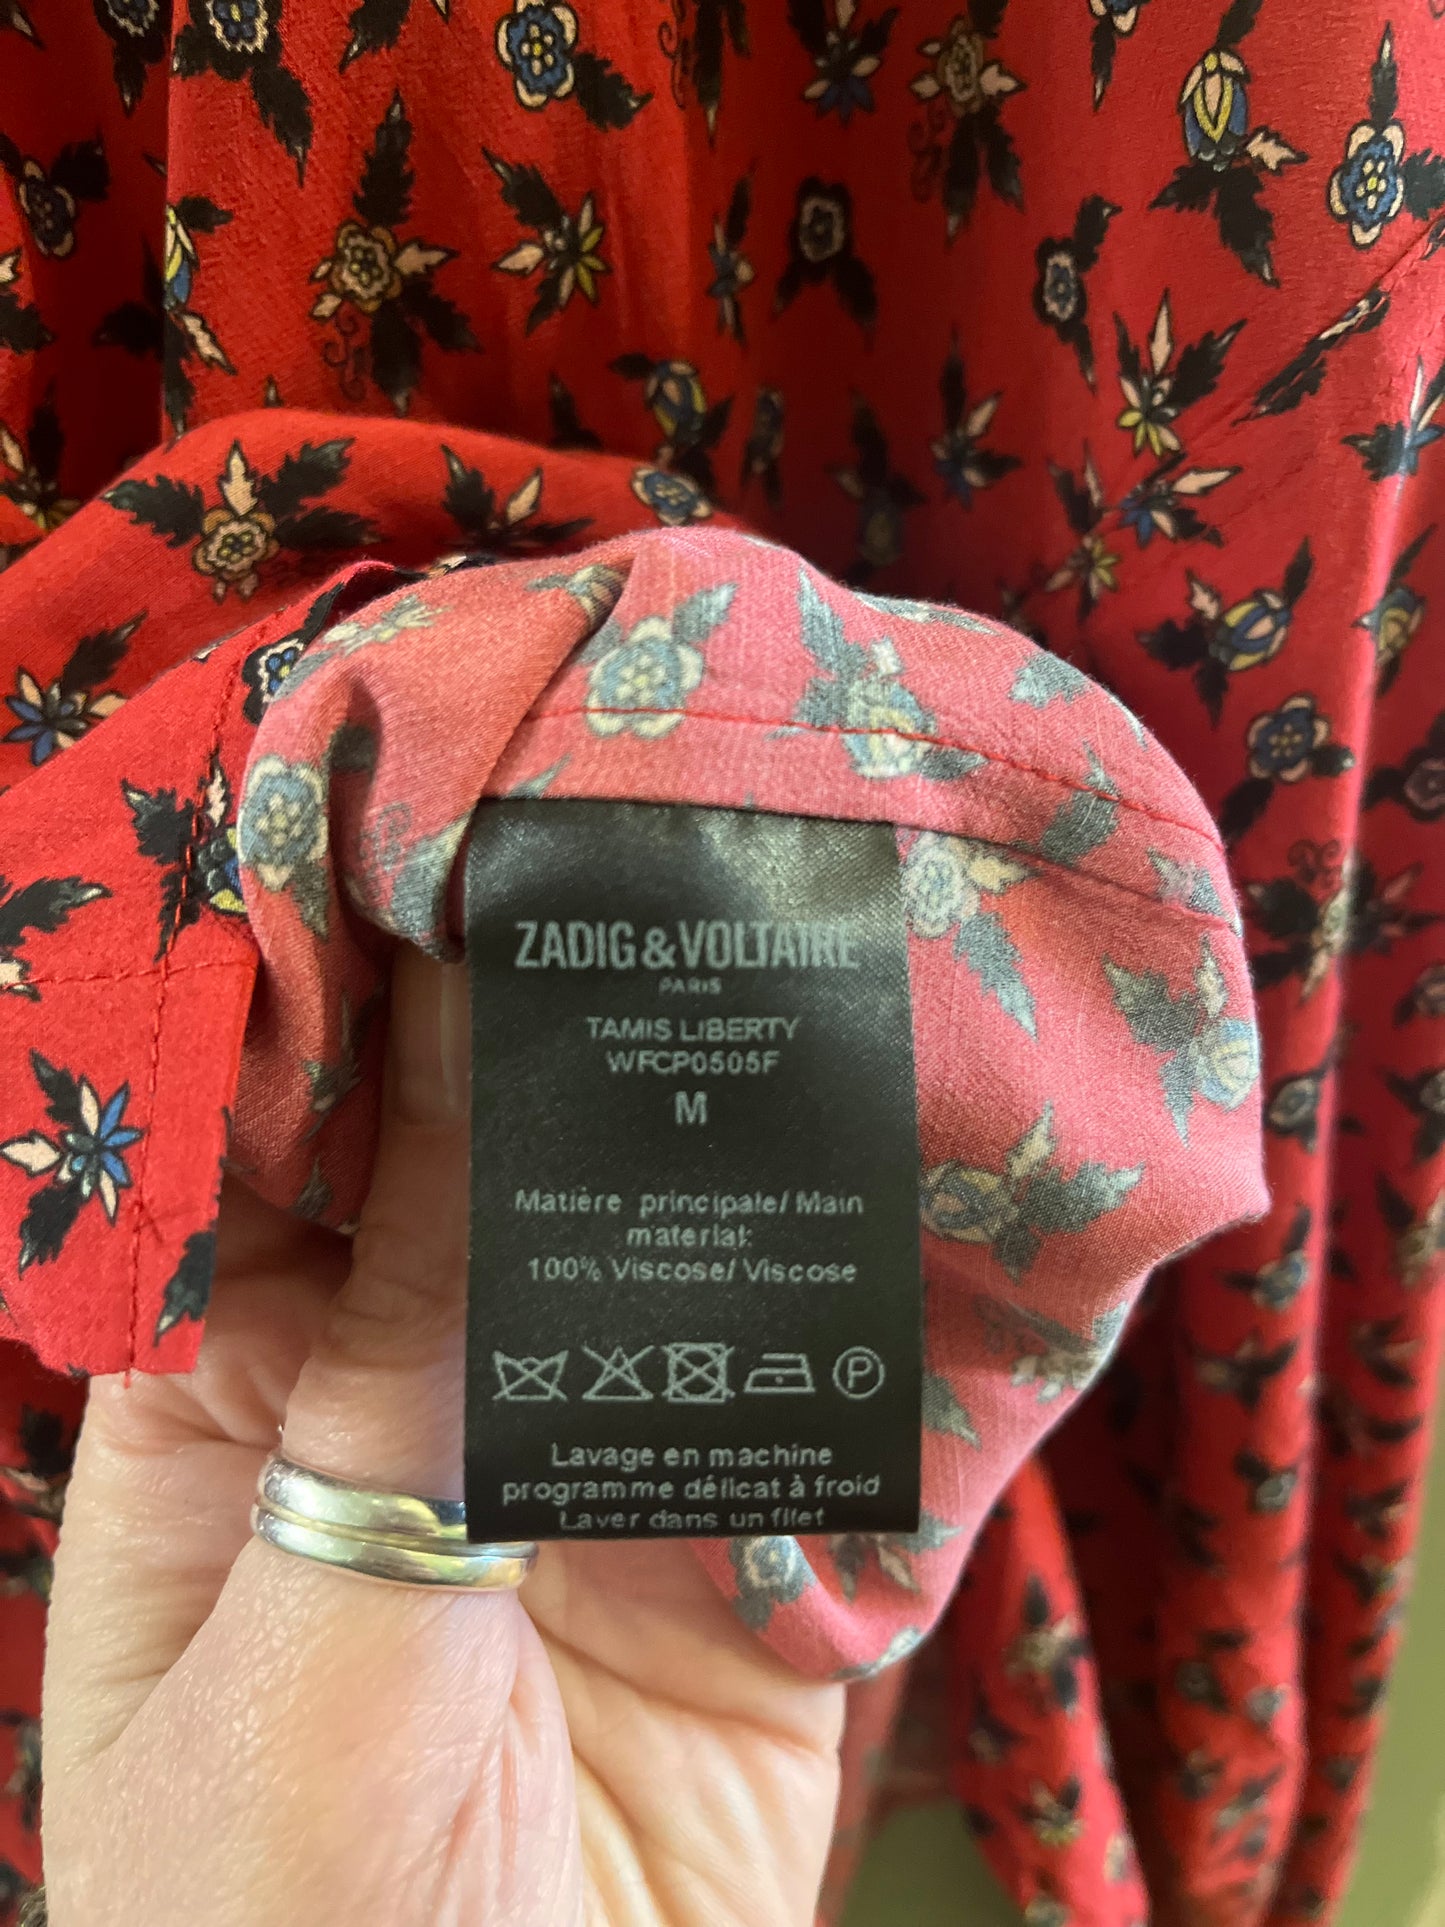 ZADIG & VOLTAIRE
PARIS
TAMIS LIBERTY
WFCP0505F
M
Matière principale/ Main
material:
100% Viscose/ Viscose
P
Lavage en machine
programme délicat à froid
Laver dans un filet